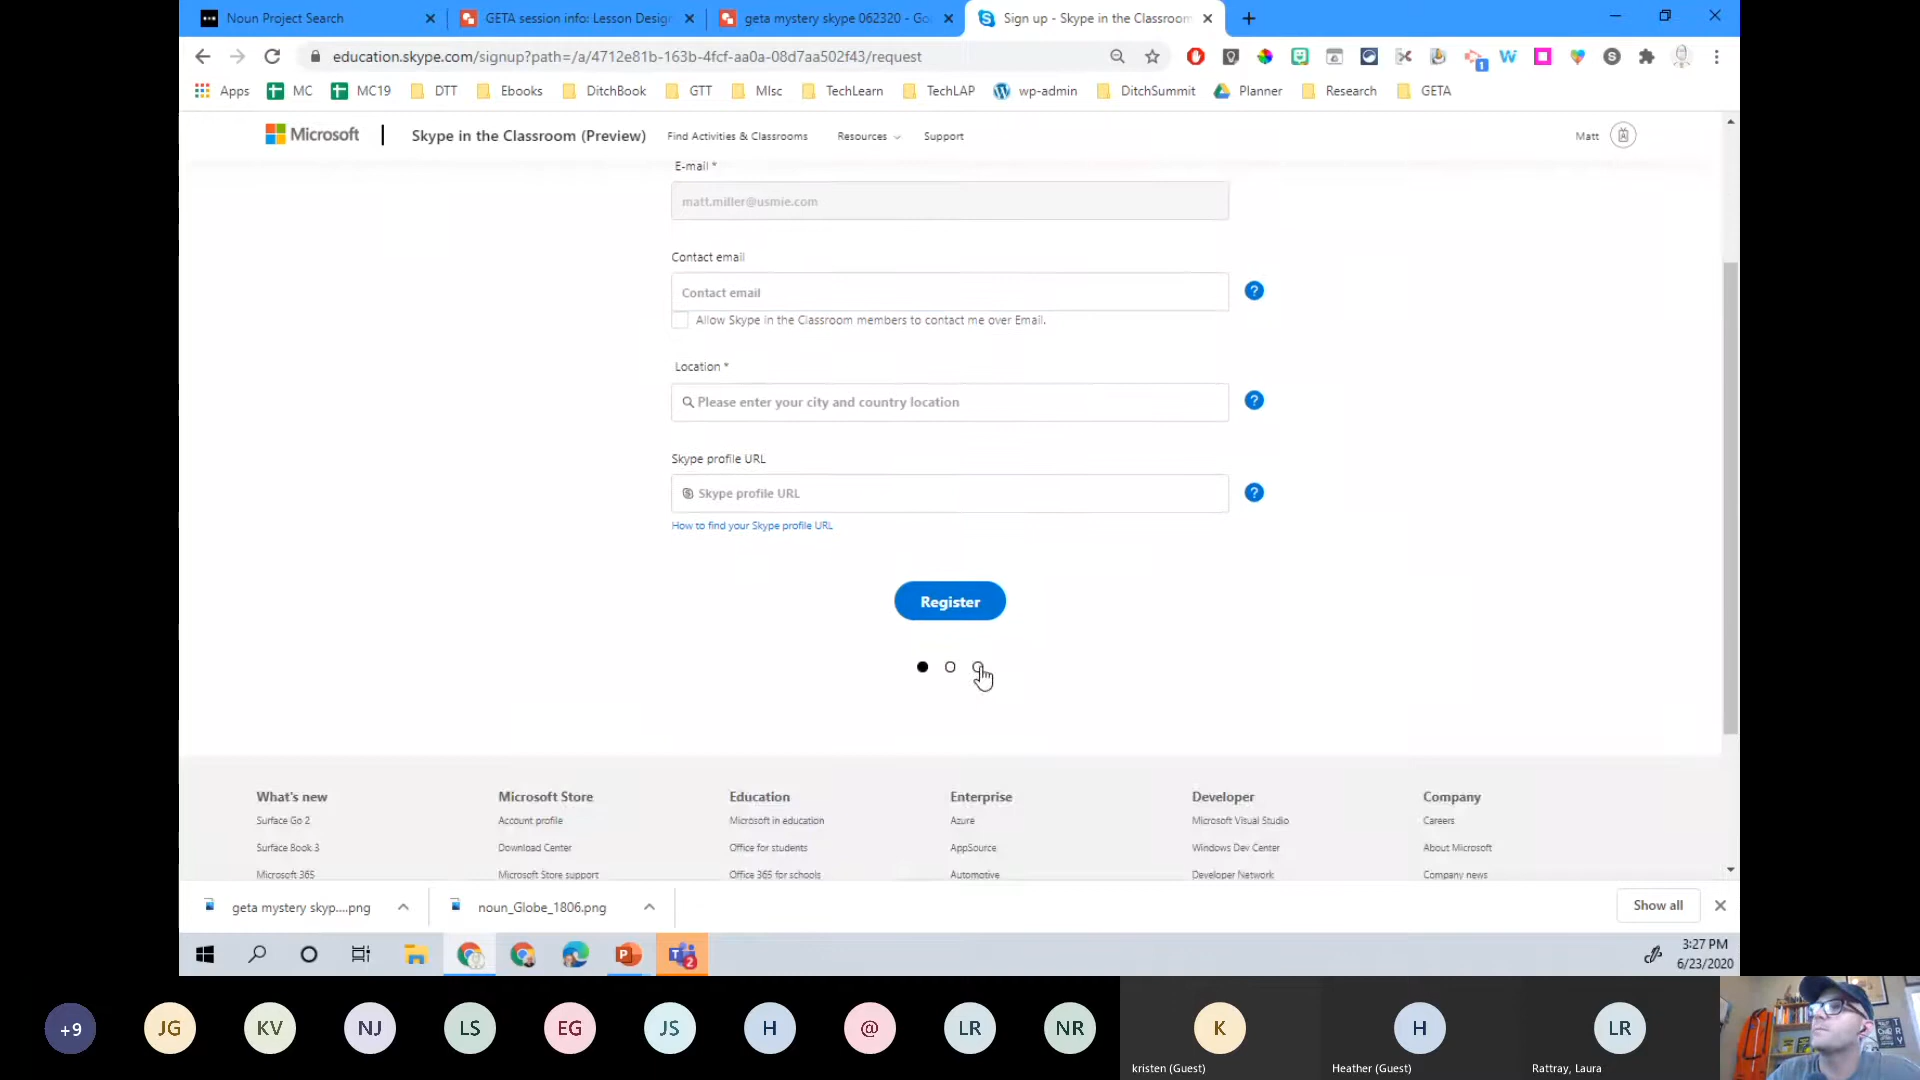 Noun Project Search
GETA session info: Lesson Design
geta mystery skype 062320 - Go
Sign up - Skype in the Classroom
education.skype.com/signup?path=/a/4712e81b-163b-4fcf-aa0a-08d7aa502f43/request
1
W
S
Apps
MC
MC19
DTT
Ebooks
DitchBook
GTT
MIsc
TechLearn
TechLAP
wp-admin
DitchSummit
Planner
Research
GETA
Microsoft
Skype in the Classroom (Preview)
Find Activities & Classrooms
Resources
Support
Matt
E-mail *
matt.miller@usmie.com
Contact email
Contact email
?
Allow Skype in the Classroom members to contact me over Email.
Location *
Please enter your city and country location
?
Skype profile URL
Skype profile URL
?
How to find your Skype profile URL
Register
What's new
Microsoft Store
Education
Enterprise
Developer
Company
Surface Go 2
Account profile
Microsoft in education
Azure
Microsoft Visual Studio
Careers
Surface Book 3
Download Center
Office for students
AppSource
Windows Dev Center
About Microsoft
Microsoft 365
Microsoft Store support
Office 365 for schools
Automotive
Developer Network
Company news
geta mystery skyp....png
noun_Globe_1806.png
Show all
P
T
2
3:27 PM
6/23/2020
+9
JG
KV
NJ
LS
EG
JS
H
@
LR
NR
K
kristen (Guest)
H
Heather (Guest)
LR
Rattray, Laura